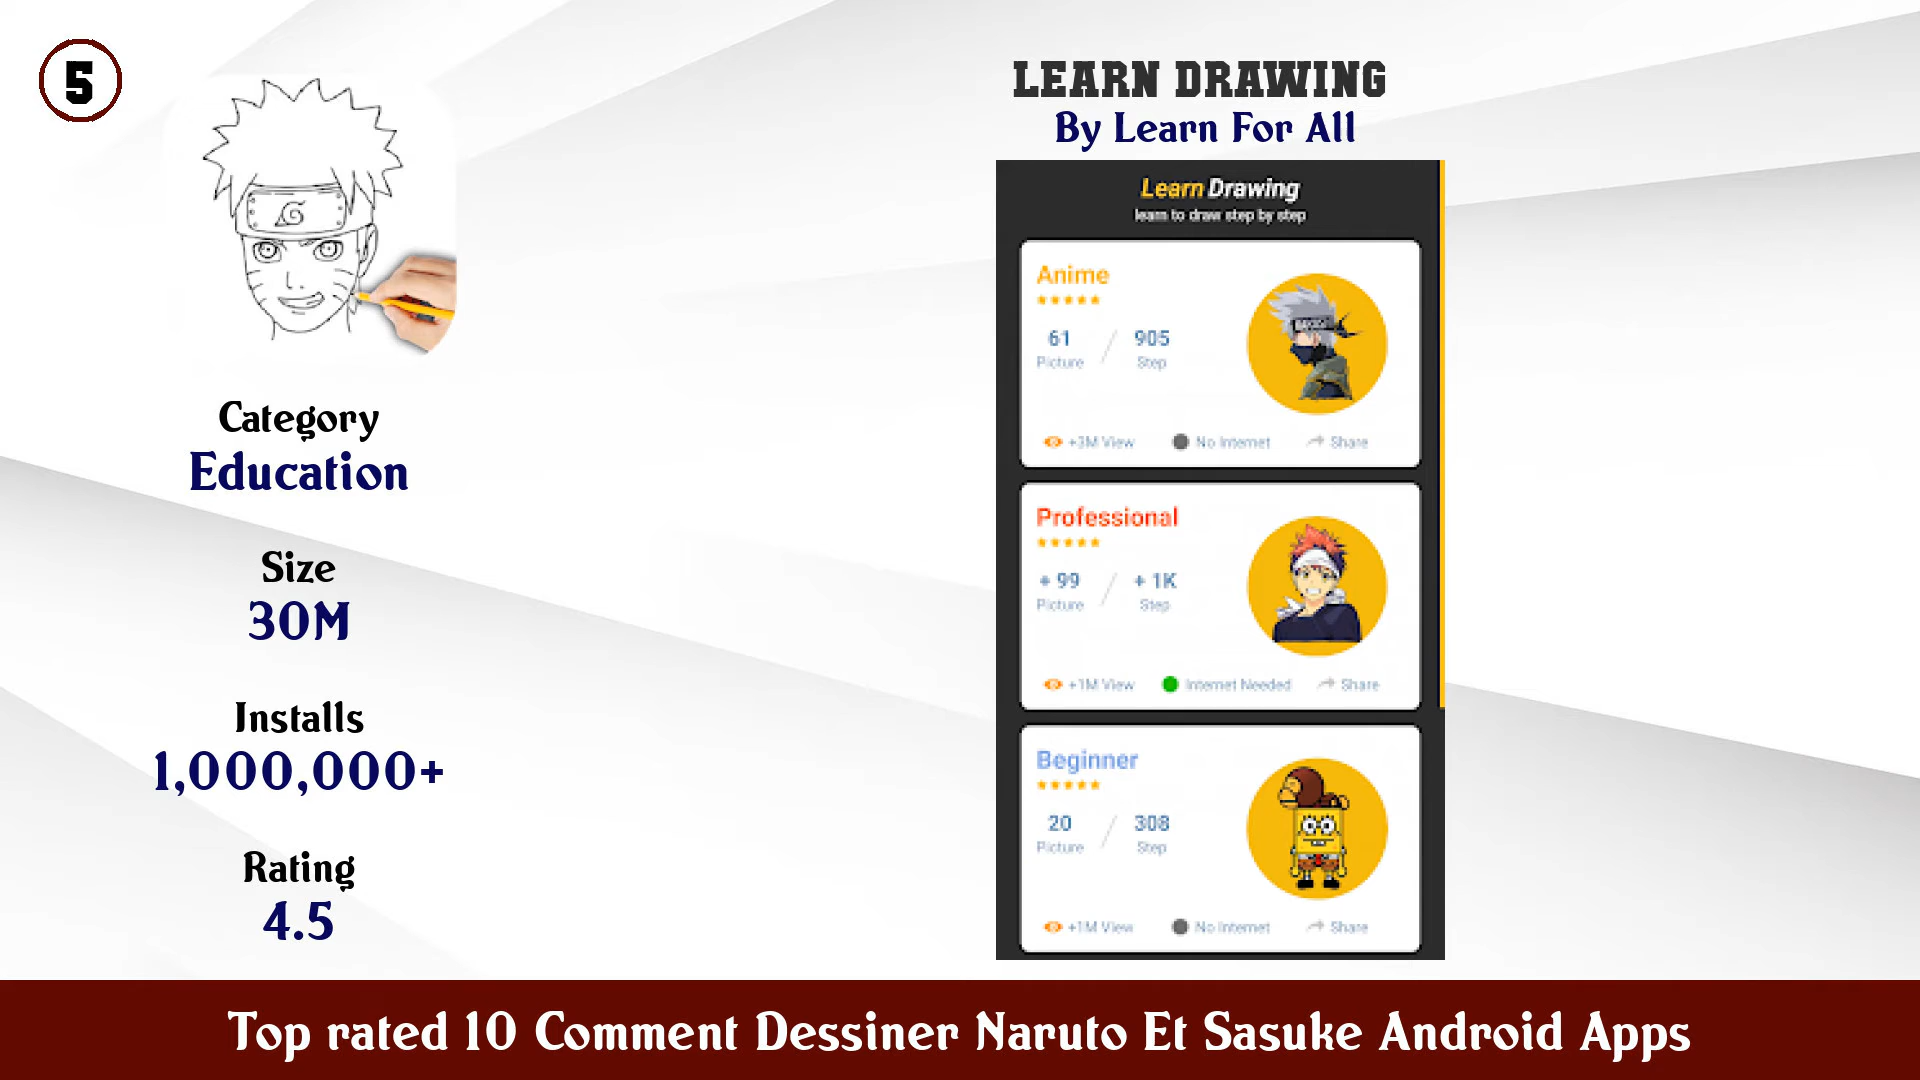 5
LEARN DRAWING
By Learn For All
Category
Education
Size
30M
Installs
1,000,000+
Rating
4.5
Learn Drawing
learn to draw step by step
Anime
61 / 905
Picture Step
+3M View No Internet Share
Professional
+ 99 / + 1K
Picture Step
+1M View Internet Needed Share
Beginner
20 / 308
Picture Step
+1M View No Internet Share
Top rated 10 Comment Dessiner Naruto Et Sasuke Android Apps